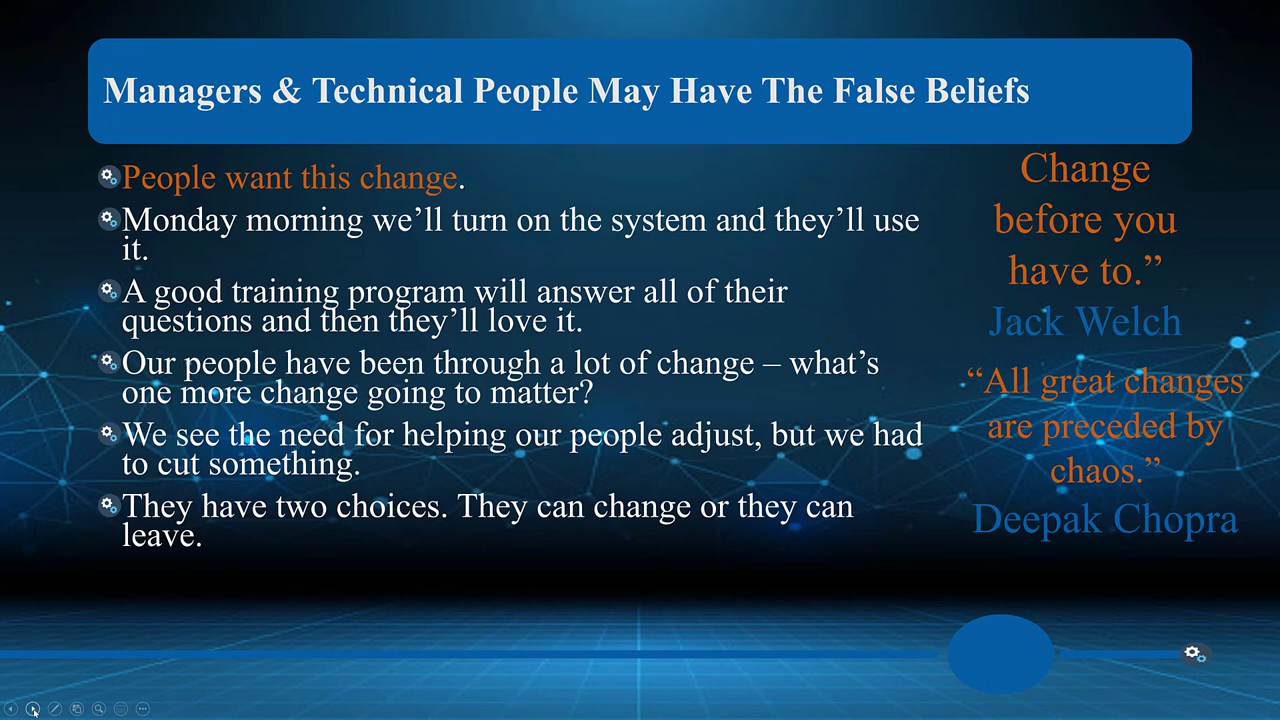 Managers & Technical People May Have The False Beliefs
People want this change.
Monday morning we’ll turn on the system and they’ll use
it.
A good training program will answer all of their
questions and then they’ll love it.
Our people have been through a lot of change – what’s
one more change going to matter?
We see the need for helping our people adjust, but we had
to cut something.
They have two choices. They can change or they can
leave.
Change
before you
have to.”
Jack Welch
“All great changes
are preceded by
chaos.”
Deepak Chopra